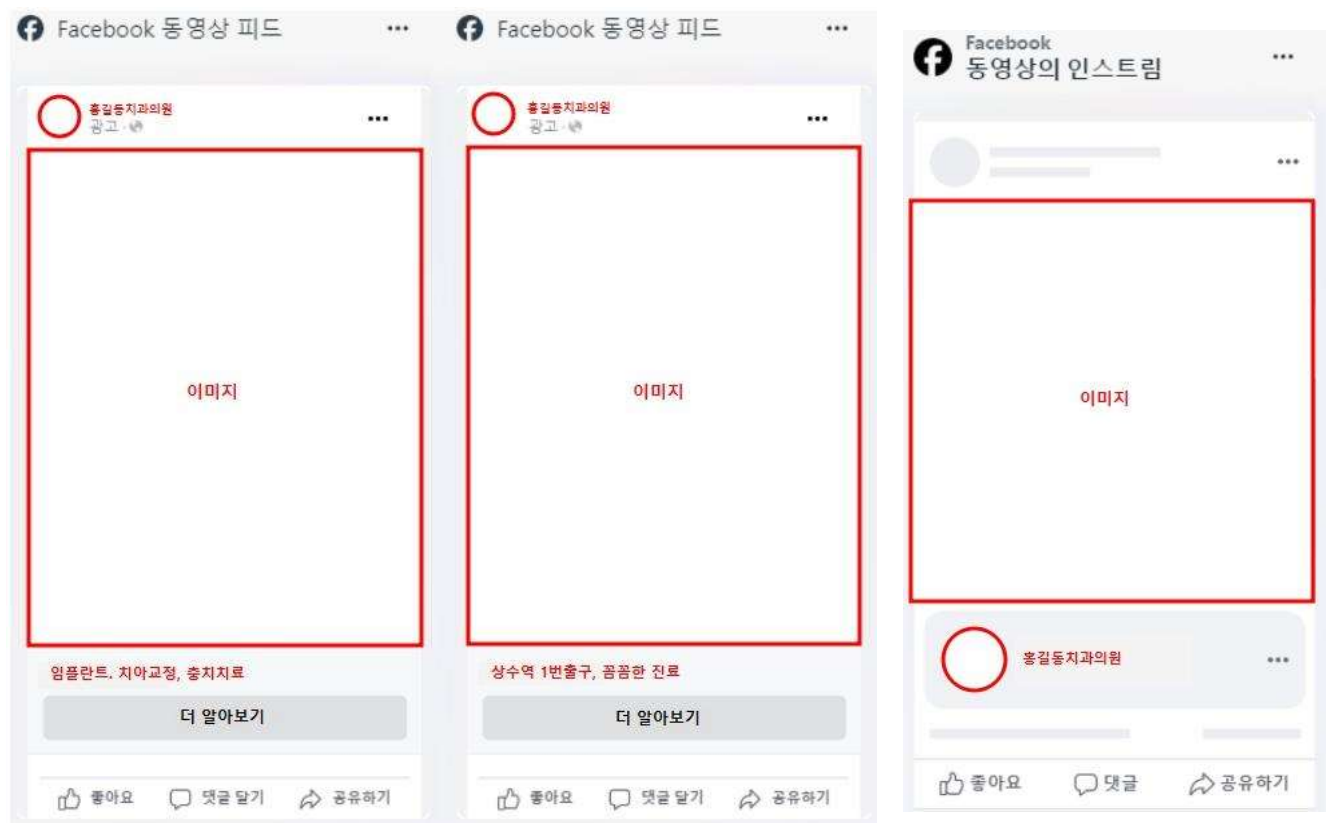 Facebook 동영상 피드
홍길동치과의원
광고
이미지
임플란트. 치아교정, 충치치료
더 알아보기
좋아요 댓글 달기 공유하기
Facebook 동영상 피드
홍길동치과의원
광고
이미지
상수역 1번출구, 꼼꼼한 진료
더 알아보기
좋아요 댓글 달기 공유하기
Facebook
동영상의 인스트림
이미지
홍길동치과의원
좋아요 댓글 공유하기